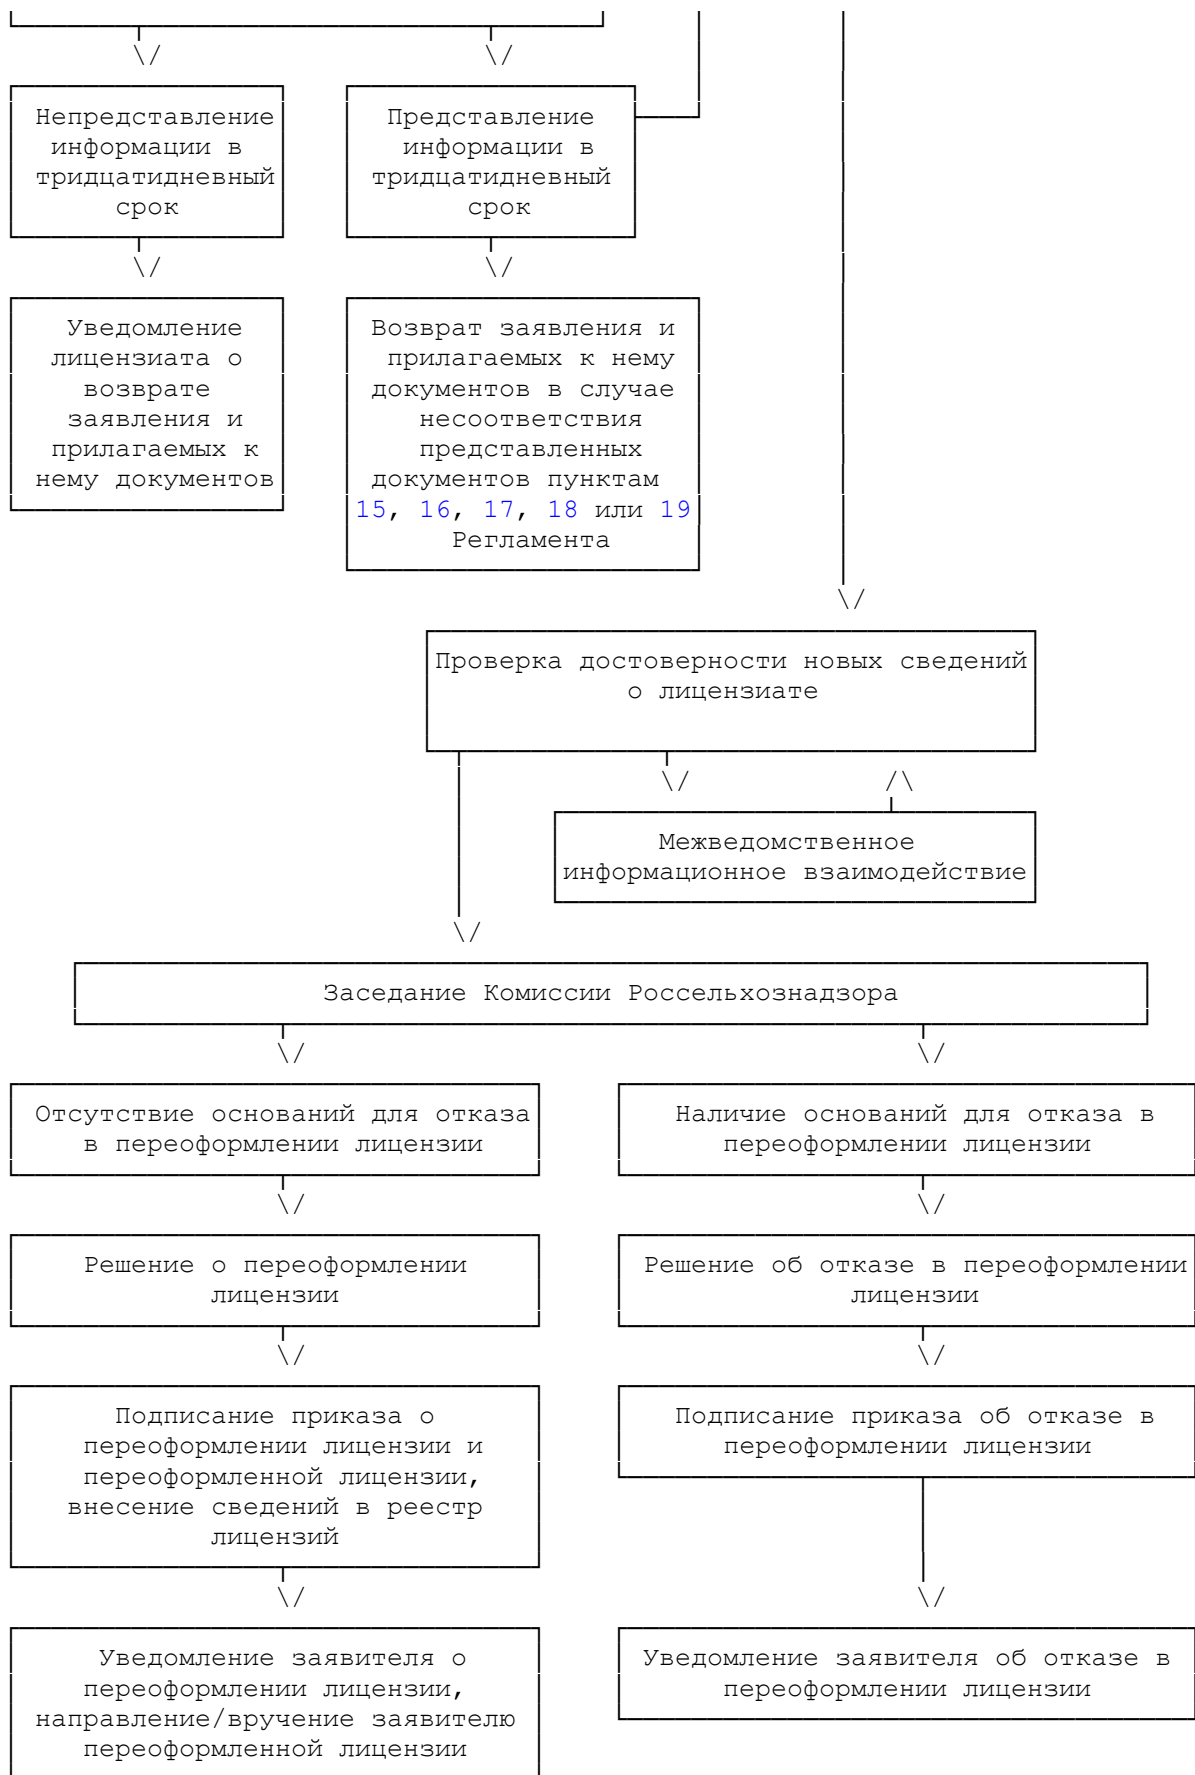 Непредставление
информации в
тридцатидневный
срок
Представление
информации в
тридцатидневный
срок
Уведомление
лицензиата о
возврате
заявления и
прилагаемых к
нему документов
Возврат заявления и
прилагаемых к нему
документов в случае
несоответствия
представленных
документов пунктам
15, 16, 17, 18 или 19
Регламента
Проверка достоверности новых сведений
о лицензиате
Межведомственное
информационное взаимодействие
Заседание Комиссии Россельхознадзора
Отсутствие оснований для отказа
в переоформлении лицензии
Наличие оснований для отказа в
переоформлении лицензии
Решение о переоформлении
лицензии
Решение об отказе в переоформлении
лицензии
Подписание приказа о
переоформлении лицензии и
переоформленной лицензии,
внесение сведений в реестр
лицензий
Подписание приказа об отказе в
переоформлении лицензии
Уведомление заявителя о
переоформлении лицензии,
направление/вручение заявителю
переоформленной лицензии
Уведомление заявителя об отказе в
переоформлении лицензии